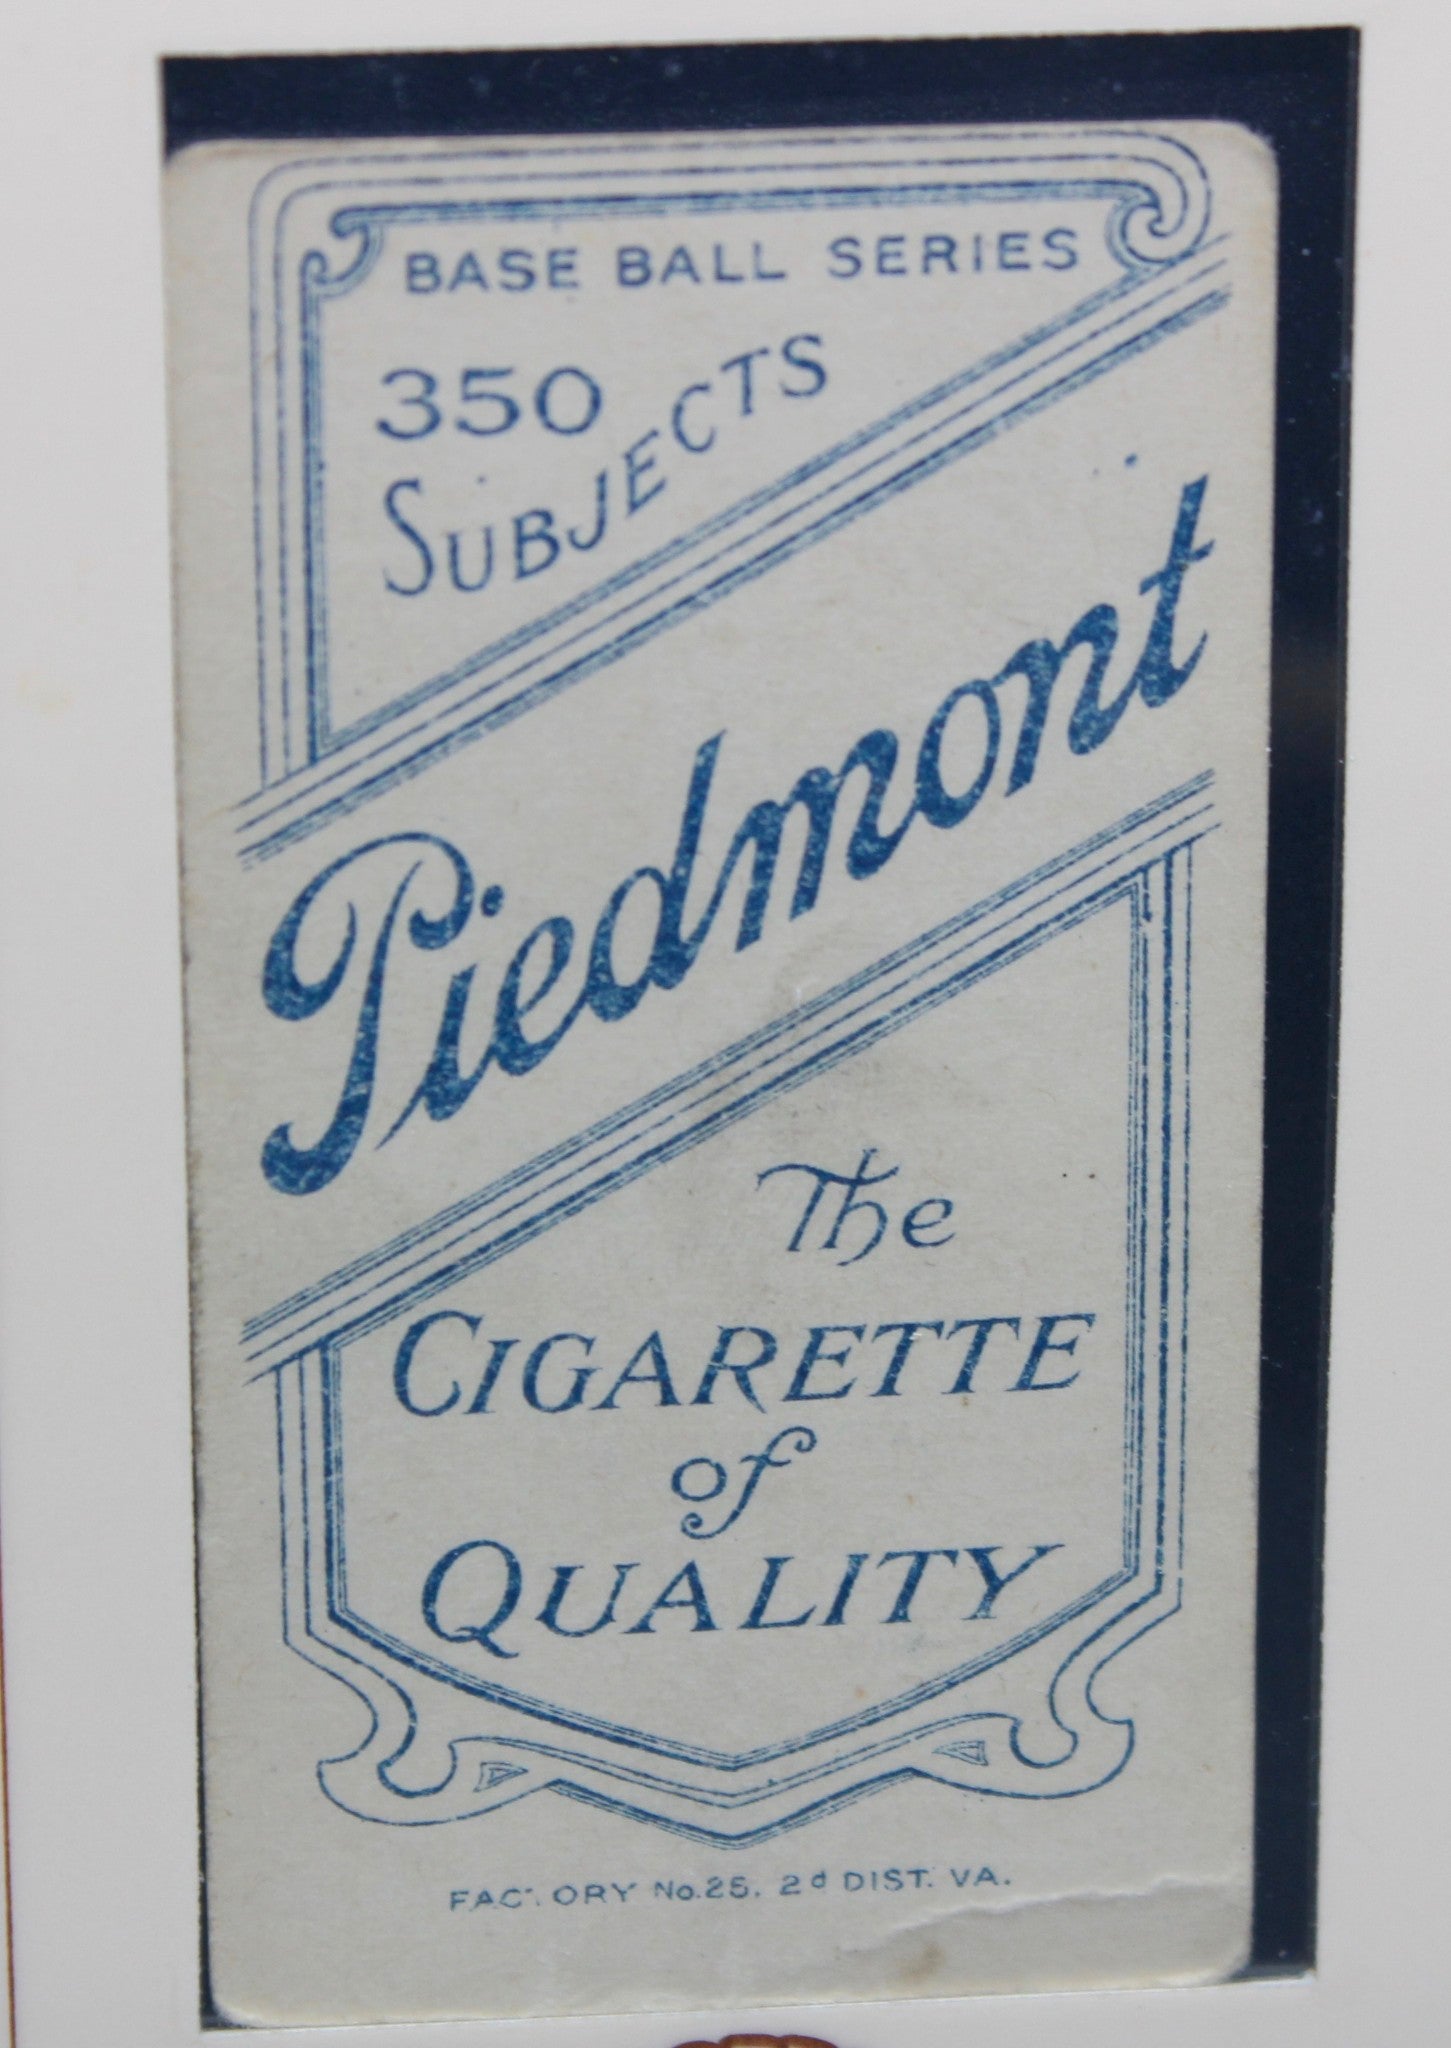 BASE BALL SERIES
350
SUBJECTS
Piedmont
The
CIGARETTE
of
QUALITY
FACTORY No.25. 2d DIST. VA.